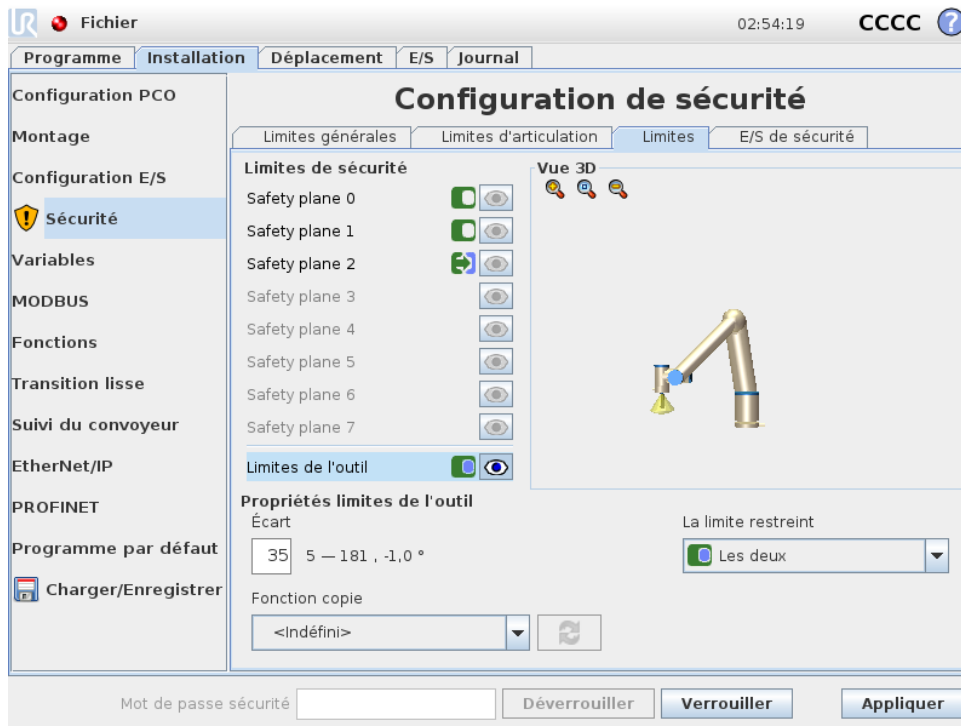 UR Fichier 02:54:19 CCCC ?
Programme Installation Déplacement E/S Journal
Configuration PCO
Montage
Configuration E/S
Sécurité
Variables
MODBUS
Fonctions
Transition lisse
Suivi du convoyeur
EtherNet/IP
PROFINET
Programme par défaut
Charger/Enregistrer
Configuration de sécurité
Limites générales Limites d'articulation Limites E/S de sécurité
Limites de sécurité
Safety plane 0
Safety plane 1
Safety plane 2
Safety plane 3
Safety plane 4
Safety plane 5
Safety plane 6
Safety plane 7
Limites de l'outil
Vue 3D
Propriétés limites de l'outil
Écart
35 5 — 181 , -1,0 °
La limite restreint
Les deux
Fonction copie
<Indéfini>
Mot de passe sécurité Déverrouiller Verrouiller Appliquer